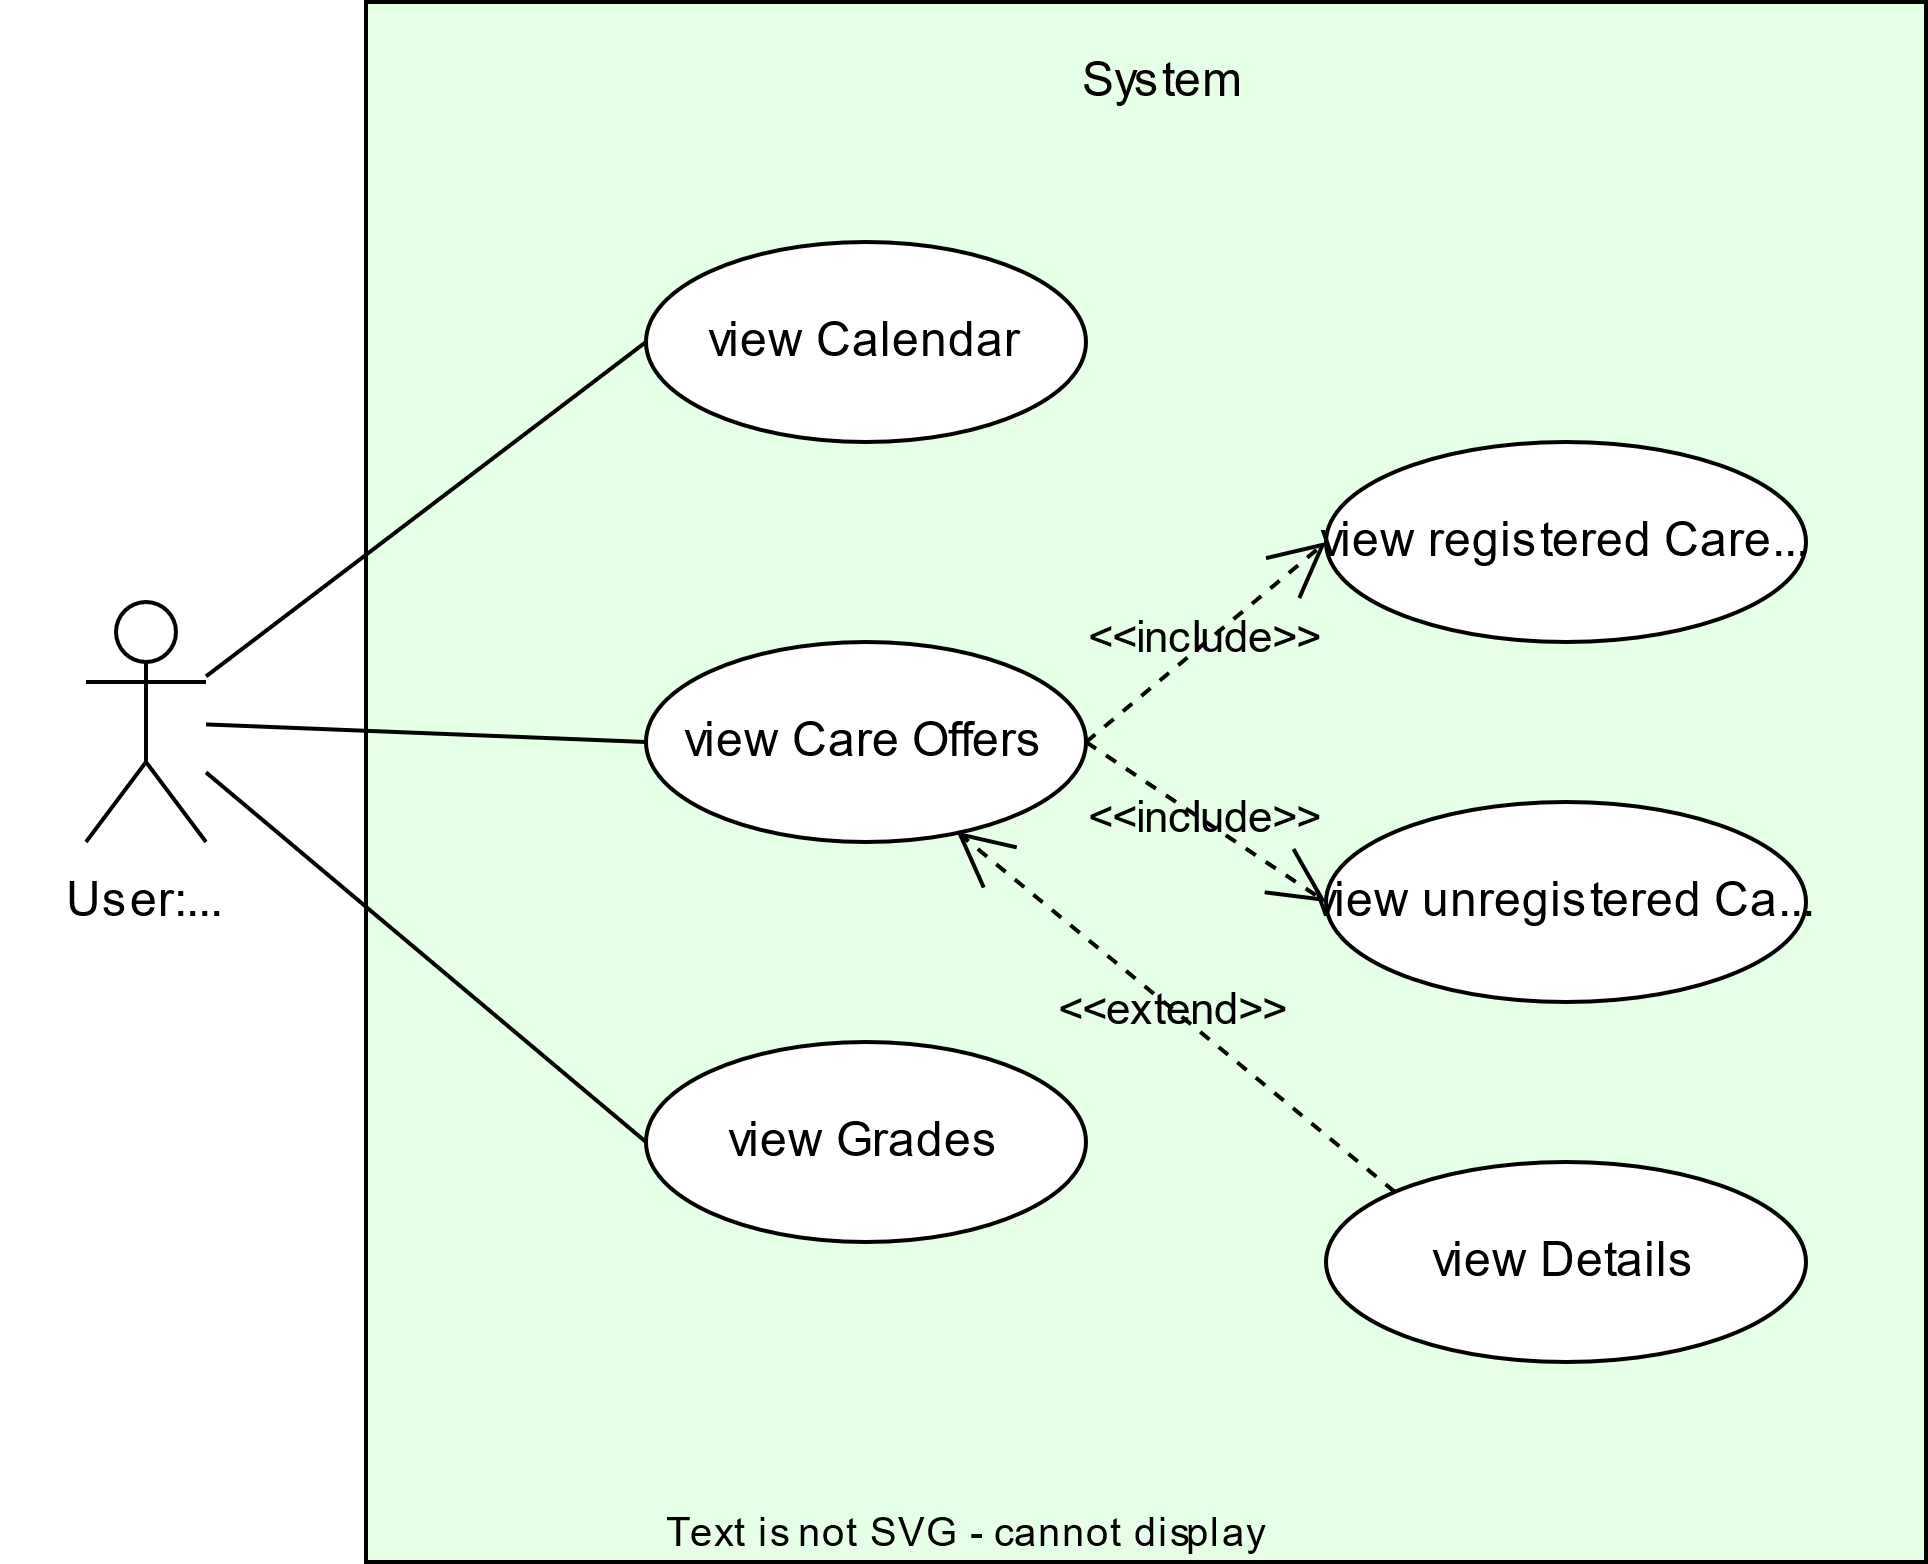 System
view Calendar
view registered Care...
<<include>>
view Care Offers
<<include>>
User:...
view unregistered Ca...
<<extend>>
view Grades
view Details
Text is not SVG - cannot display